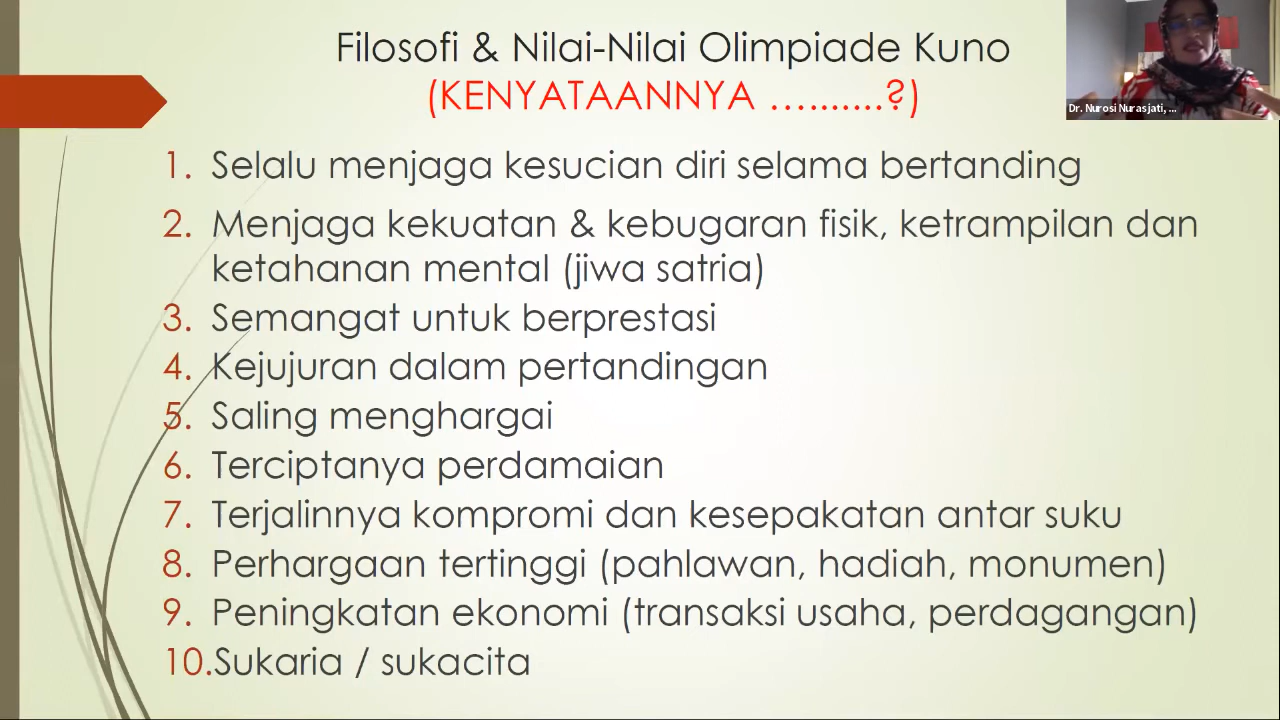 Filosofi & Nilai-Nilai Olimpiade Kuno
(KENYATAANNYA ….......?)
Dr. Nurosi Nurasjati, ...
1. Selalu menjaga kesucian diri selama bertanding
2. Menjaga kekuatan & kebugaran fisik, ketrampilan dan
ketahanan mental (jiwa satria)
3. Semangat untuk berprestasi
4. Kejujuran dalam pertandingan
5. Saling menghargai
6. Terciptanya perdamaian
7. Terjalinnya kompromi dan kesepakatan antar suku
8. Perhargaan tertinggi (pahlawan, hadiah, monumen)
9. Peningkatan ekonomi (transaksi usaha, perdagangan)
10.Sukaria / sukacita